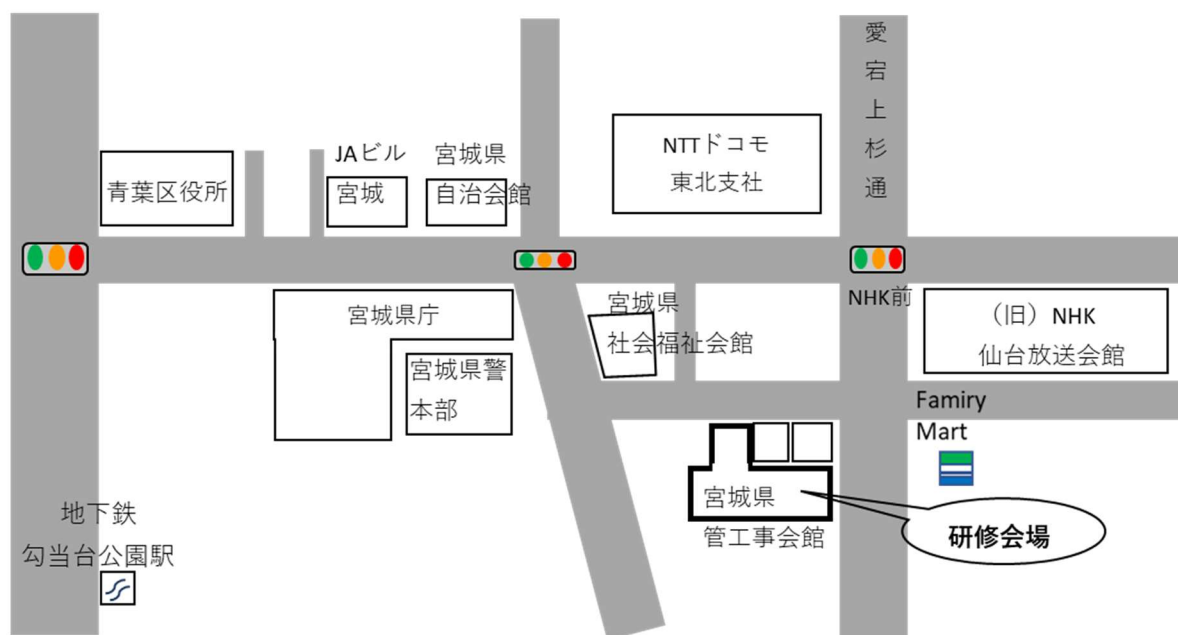 愛宕上杉通
NTTドコモ
東北支社
JAビル
宮城
宮城県
自治会館
青葉区役所
宮城県庁
宮城県警
本部
宮城県
社会福祉会館
NHK前
（旧）NHK
仙台放送会館
Famiry
Mart
宮城県
管工事会館
研修会場
地下鉄
勾当台公園駅